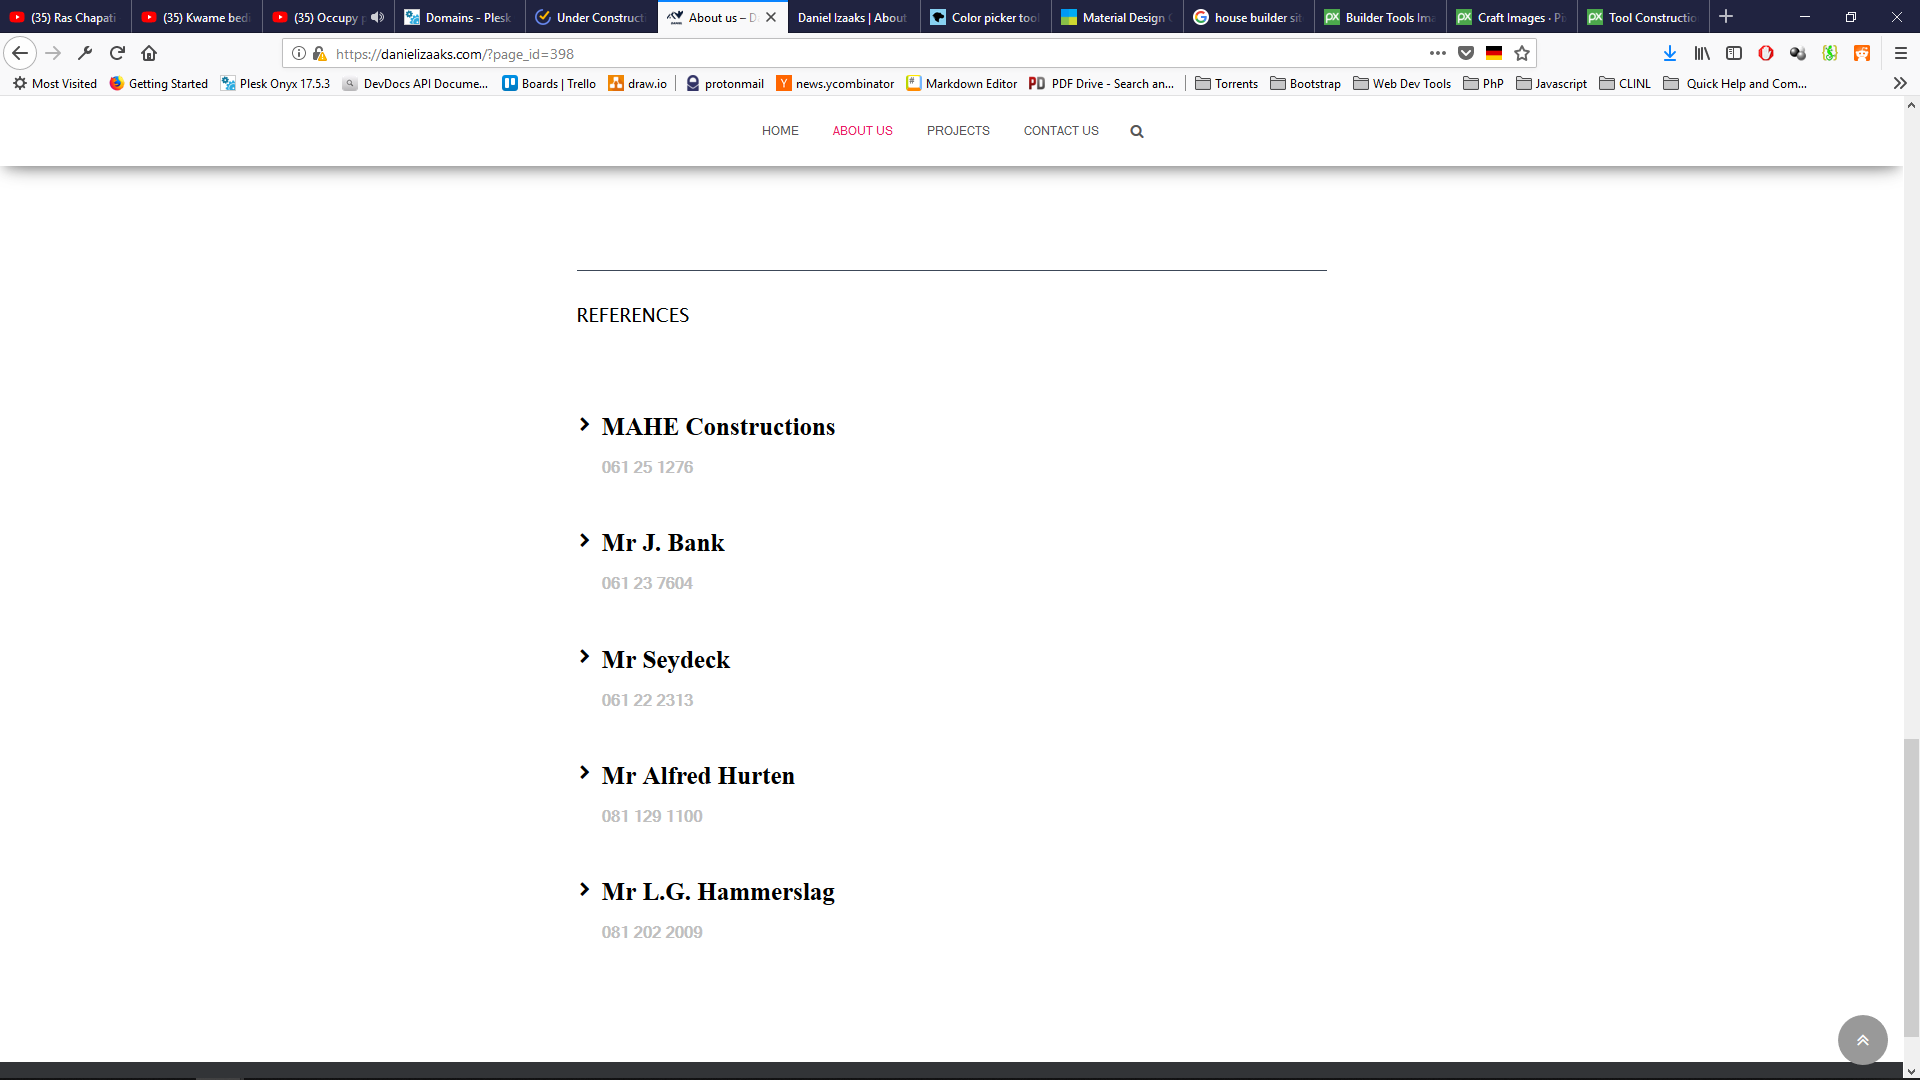 (35) Ras Chapati
(35) Kwame bedi
(35) Occupy
Domains - Plesk
Under Constructi
About us – D
Daniel Izaaks | About
Color picker tool
Material Design
house builder sit
Builder Tools Ima
Craft Images · Pi
Tool Constructio
https://danielizaaks.com/?page_id=398
Most Visited
Getting Started
Plesk Onyx 17.5.3
DevDocs API Docume...
Boards | Trello
draw.io
protonmail
news.ycombinator
Markdown Editor
PDF Drive - Search an...
Torrents
Bootstrap
Web Dev Tools
PhP
Javascript
CLINL
Quick Help and Com...
HOME
ABOUT US
PROJECTS
CONTACT US
REFERENCES
MAHE Constructions
061 25 1276
Mr J. Bank
061 23 7604
Mr Seydeck
061 22 2313
Mr Alfred Hurten
081 129 1100
Mr L.G. Hammerslag
081 202 2009